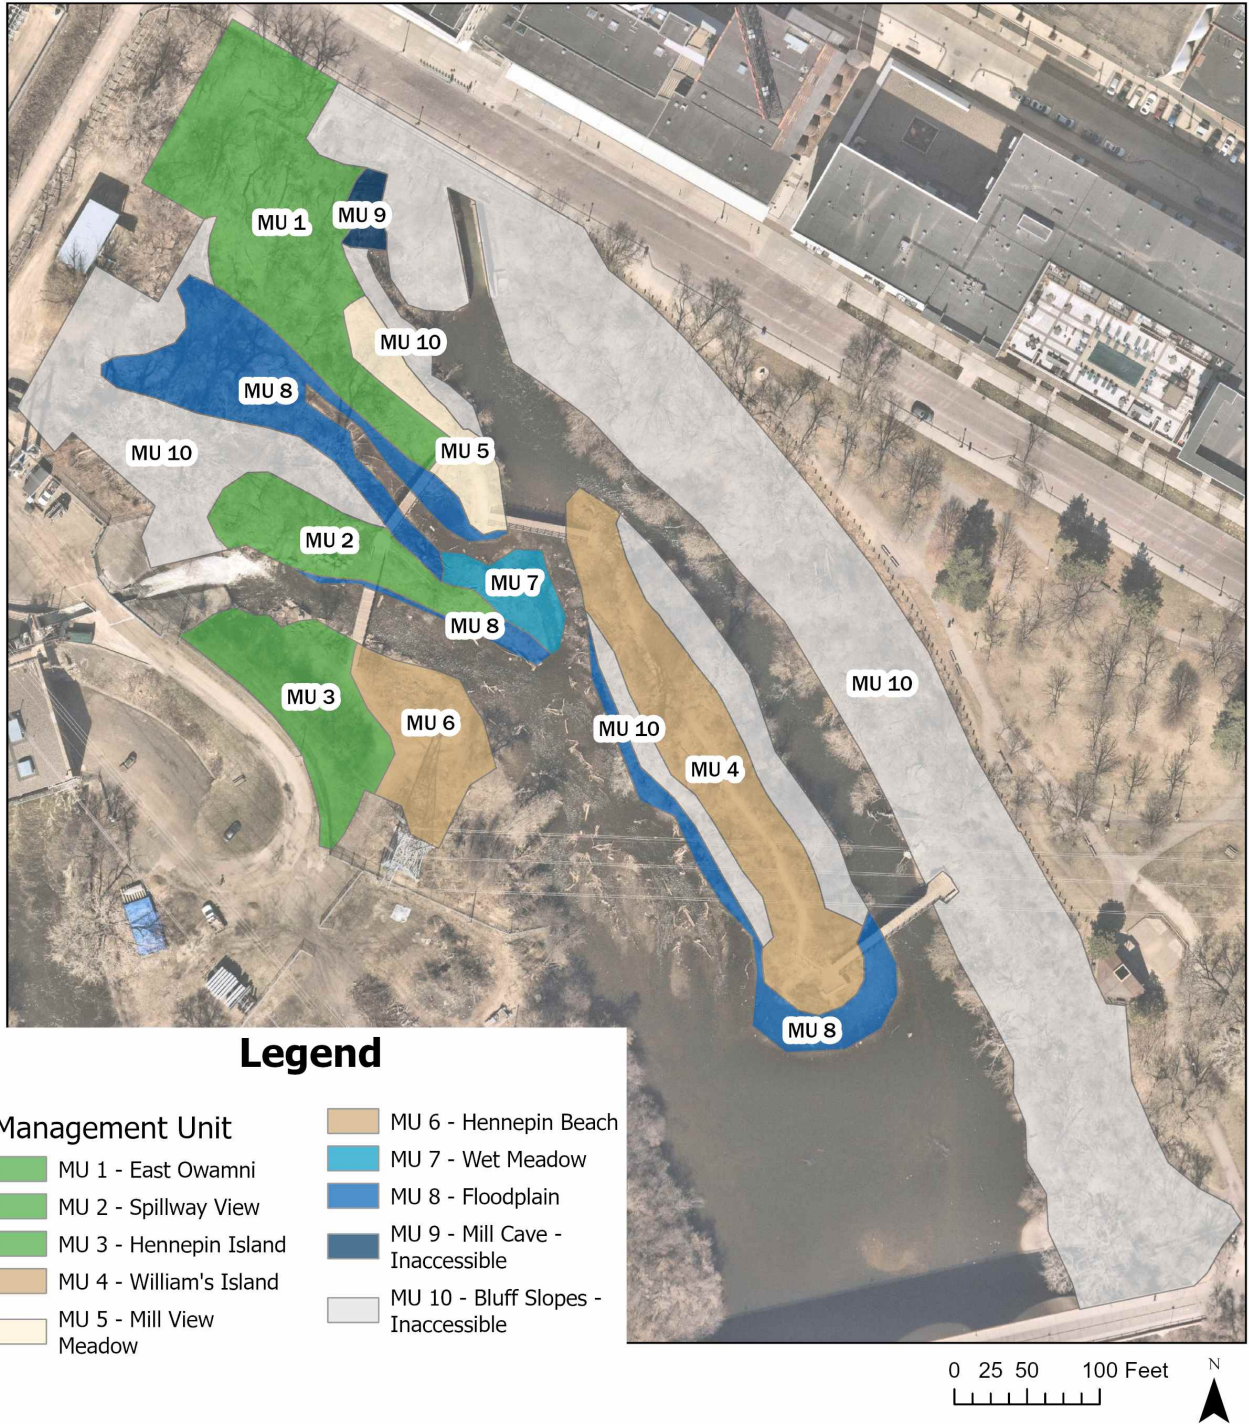 MU 1
MU 9
MU 10
MU 8
MU 10
MU 5
MU 2
MU 7
MU 8
MU 3
MU 6
MU 10
MU 4
MU 10
MU 8
Legend
Management Unit
MU 1 - East Owamni
MU 2 - Spillway View
MU 3 - Hennepin Island
MU 4 - William's Island
MU 5 - Mill View
Meadow
MU 6 - Hennepin Beach
MU 7 - Wet Meadow
MU 8 - Floodplain
MU 9 - Mill Cave -
Inaccessible
MU 10 - Bluff Slopes -
Inaccessible
0 25 50 100 Feet
N